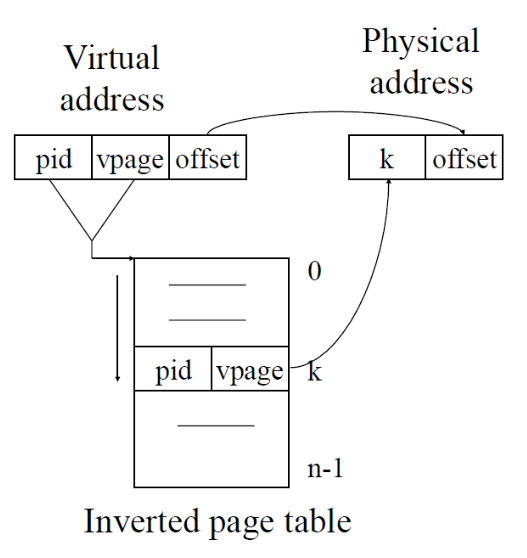 Virtual
address
Physical
address
pid vpage offset
k offset
0
pid vpage k
n-1
Inverted page table